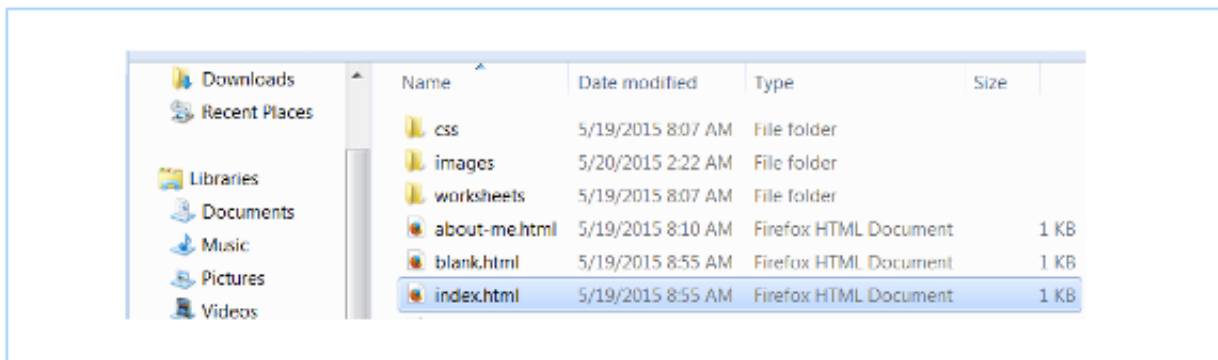 Downloads
Recent Places
Libraries
Documents
Music
Pictures
Videos
Name Date modified Type Size
css 5/19/2015 8:07 AM File folder
images 5/20/2015 2:22 AM File folder
worksheets 5/19/2015 8:07 AM File folder
about-me.html 5/19/2015 8:10 AM Firefox HTML Document 1 KB
blank.html 5/19/2015 8:55 AM Firefox HTML Document 1 KB
index.html 5/19/2015 8:55 AM Firefox HTML Document 1 KB